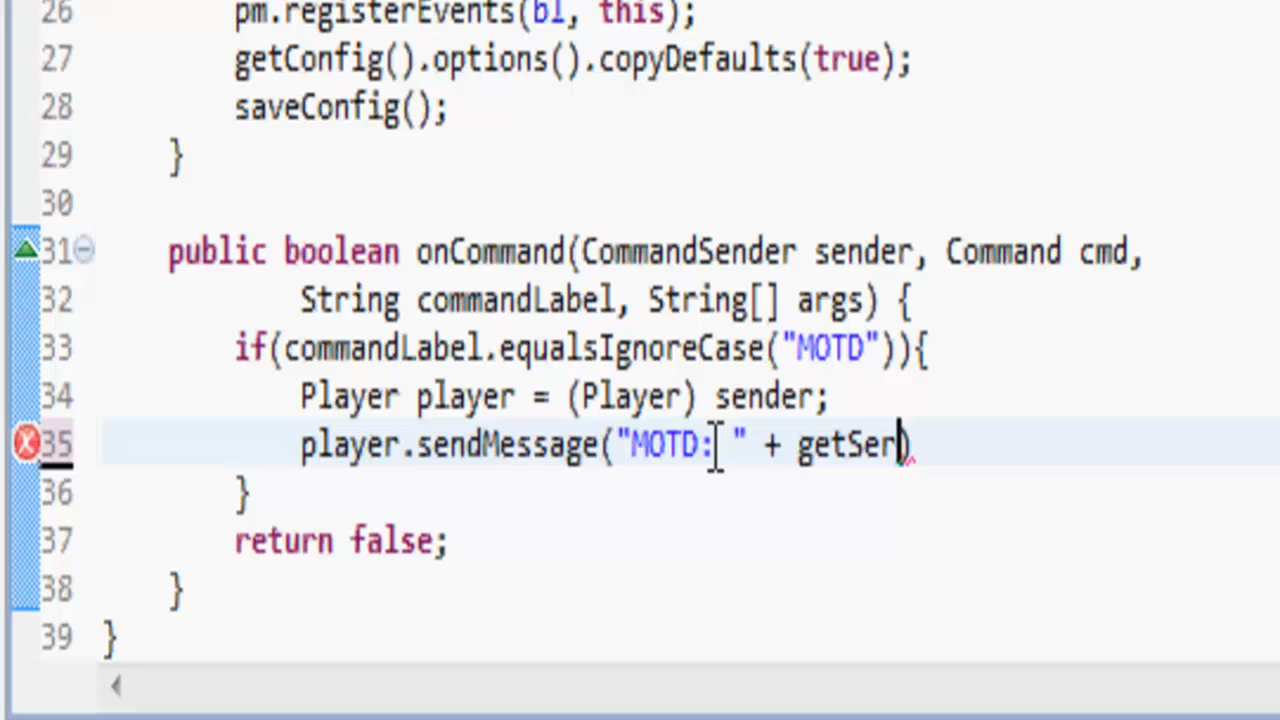 26 pm.registerEvents(bl, this);
27 getConfig().options().copyDefaults(true);
28 saveConfig();
29 }
30
31 public boolean onCommand(CommandSender sender, Command cmd,
32 String commandLabel, String[] args) {
33 if(commandLabel.equalsIgnoreCase("MOTD")){
34 Player player = (Player) sender;
35 player.sendMessage("MOTD: " + getSer)
36 }
37 return false;
38 }
39 }